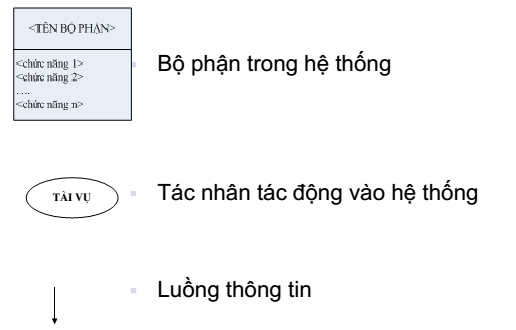 <TÊN BỘ PHẬN>
<chức năng 1>
<chức năng 2>
....
<chức năng n>
Bộ phận trong hệ thống
TÀI VỤ
Tác nhân tác động vào hệ thống
Luồng thông tin